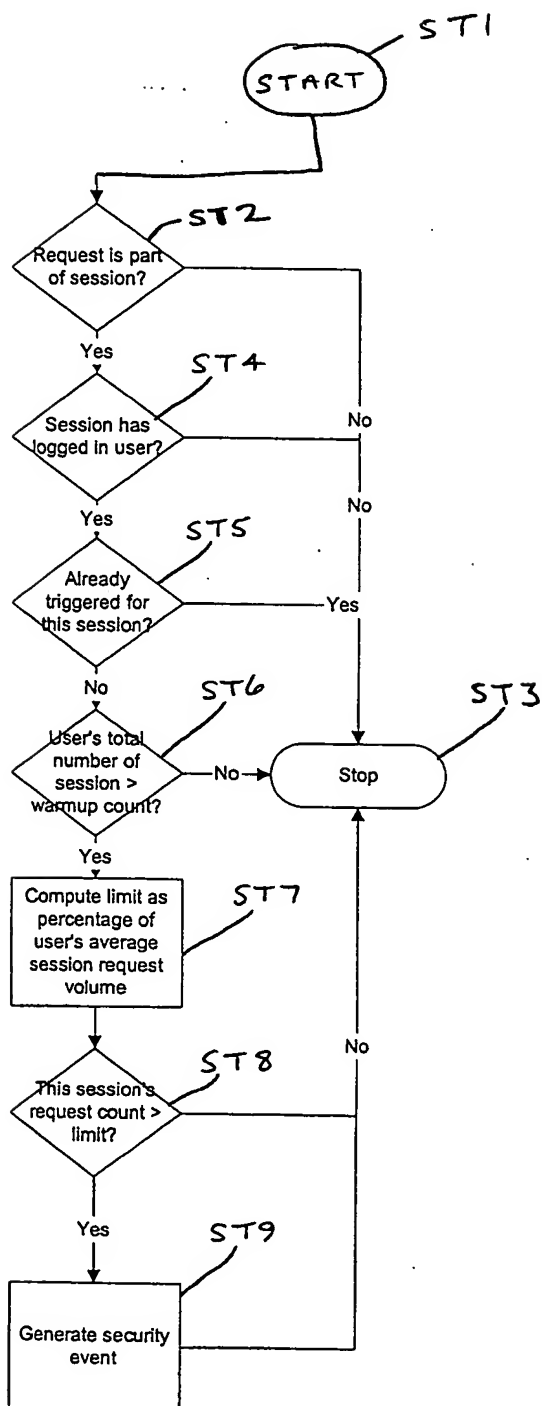 ST1
START
ST2
Request is part
of session?
Yes
No
ST4
Session has
logged in user?
Yes
No
ST5
Already
triggered for
this session?
Yes
No
ST6
User's total
number of
session >
warmup count?
No
ST3
Stop
Yes
Compute limit as
percentage of
user's average
session request
volume
ST7
No
ST8
This session's
request count >
limit?
Yes
ST9
Generate security
event